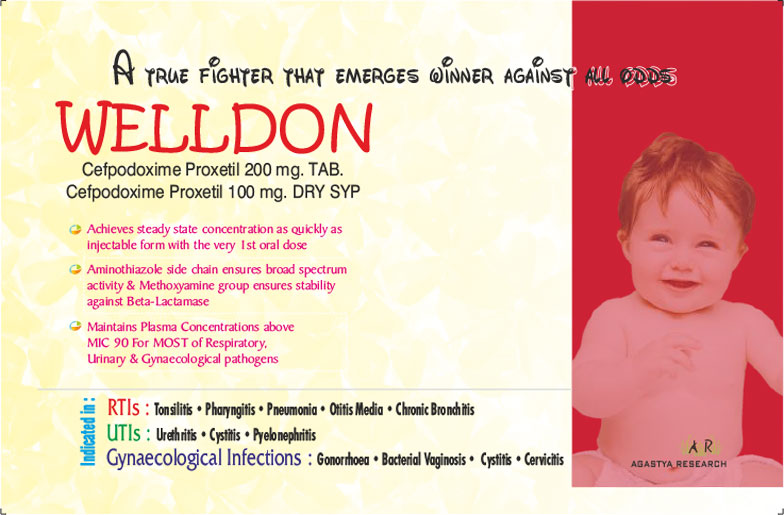 A TRUE FIGHTER THAT EMERGES WINNER AGAINST ALL ODDS
WELLDON
Cefpodoxime Proxetil 200 mg. TAB.
Cefpodoxime Proxetil 100 mg. DRY SYP
Achieves steady state concentration as quickly as
injectable form with the very 1st oral dose
Aminothiazole side chain ensures broad spectrum
activity & Methoxyamine group ensures stability
against Beta-Lactamase
Maintains Plasma Concentrations above
MIC 90 For MOST of Respiratory,
Urinary & Gynaecological pathogens
Indicated in :
RTIs : Tonsilitis • Pharyngitis • Pneumonia • Otitis Media • Chronic Bronchitis
UTIs : Urethritis • Cystitis • Pyelonephritis
Gynaecological Infections : Gonorrhoea • Bacterial Vaginosis • Cystitis • Cervicitis
A R
AGASTYA RESEARCH